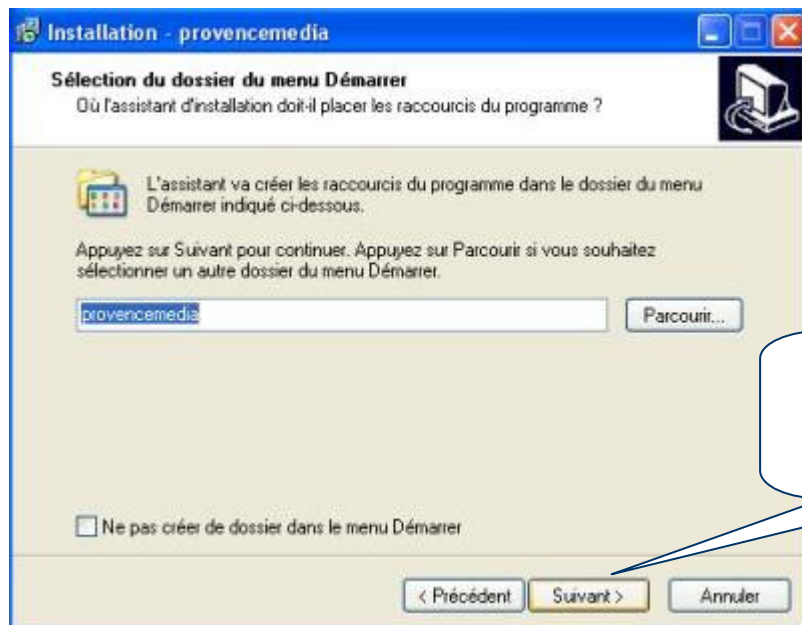 Installation - provencemedia
Sélection du dossier du menu Démarrer
Où l'assistant d'installation doit-il placer les raccourcis du programme ?
L'assistant va créer les raccourcis du programme dans le dossier du menu
Démarrer indiqué ci-dessous.
Appuyez sur Suivant pour continuer. Appuyez sur Parcourir si vous souhaitez
sélectionner un autre dossier du menu Démarrer.
provencemedia
Parcourir...
Ne pas créer de dossier dans le menu Démarrer
< Précédent
Suivant >
Annuler